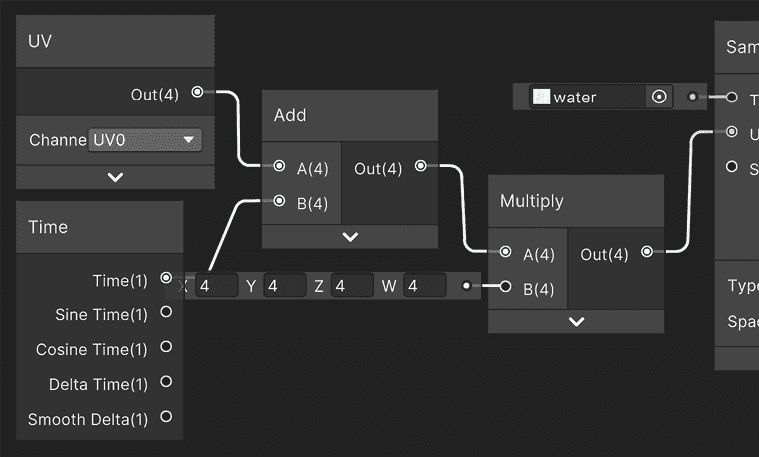 UV
Out(4)
Channe UV0
Time
Time(1)
Sine Time(1)
Cosine Time(1)
Delta Time(1)
Smooth Delta(1)
Add
A(4) Out(4)
B(4)
X 4 Y 4 Z 4 W 4
Multiply
A(4) Out(4)
B(4)
water
Sam
T
U
S
Type
Spac